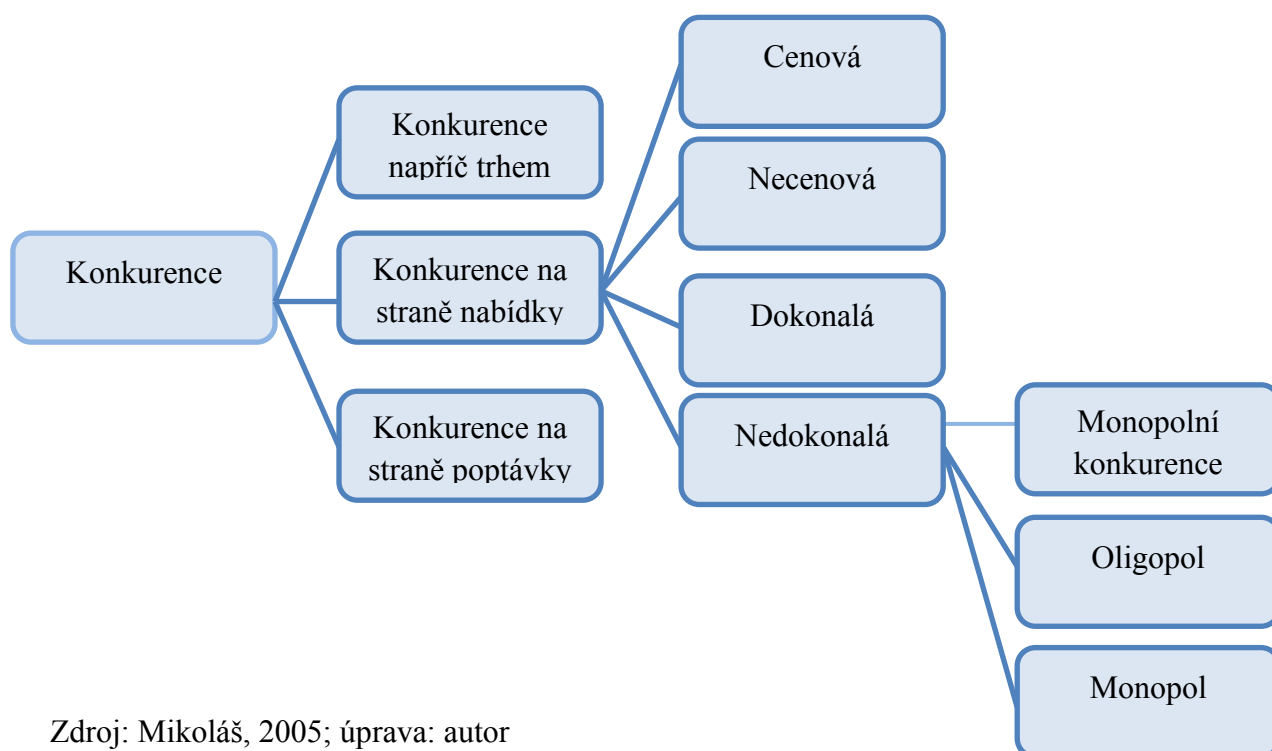 Konkurence
Konkurence
napříč trhem
Konkurence na
straně nabídky
Konkurence na
straně poptávky
Cenová
Necenová
Dokonalá
Nedokonalá
Monopolní
konkurence
Oligopol
Monopol
Zdroj: Mikoláš, 2005; úprava: autor